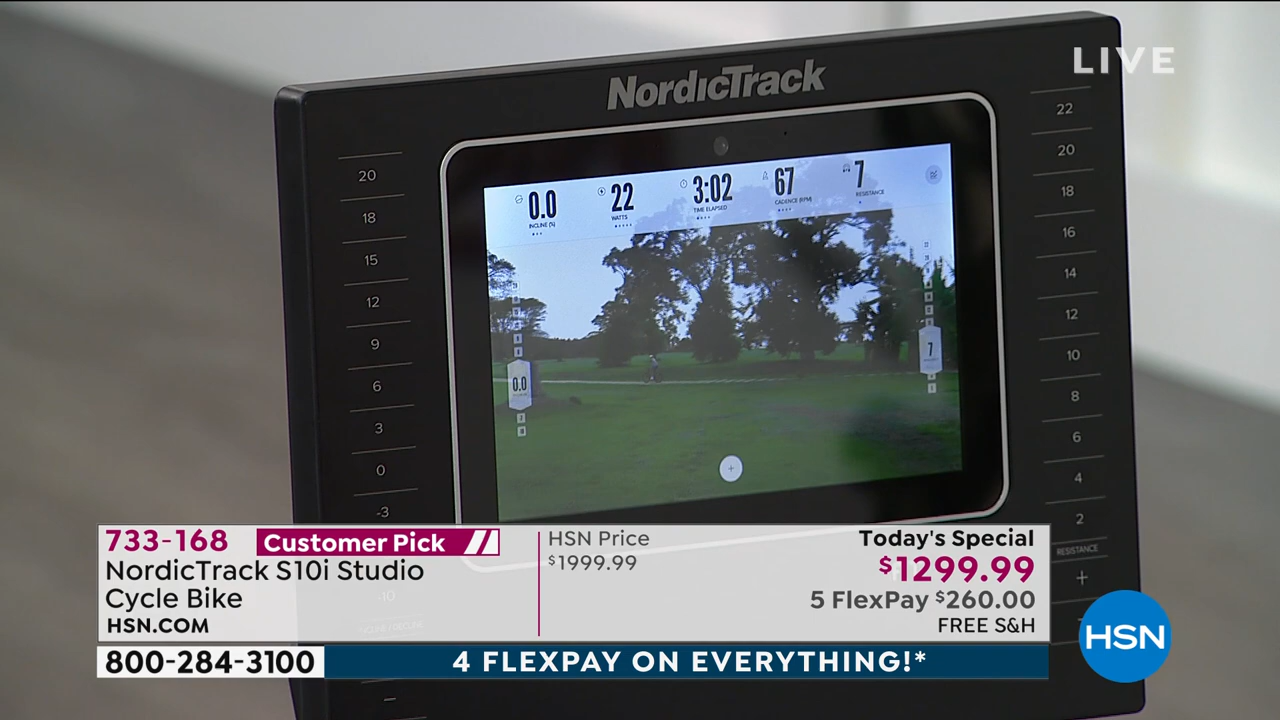 LIVE
NordicTrack
20
18
15
12
9
6
3
0
-3
-10
22
20
18
16
14
12
10
8
6
4
2
RESISTANCE
+
0.0
INCLINE (%)
22
WATTS
3:02
TIME ELAPSED
67
CADENCE (RPM)
7
RESISTANCE
0.0
7
+
733-168
Customer Pick
NordicTrack S10i Studio
Cycle Bike
HSN.COM
HSN Price
$1999.99
Today's Special
$1299.99
5 FlexPay $260.00
FREE S&H
HSN
800-284-3100
4 FLEXPAY ON EVERYTHING!*